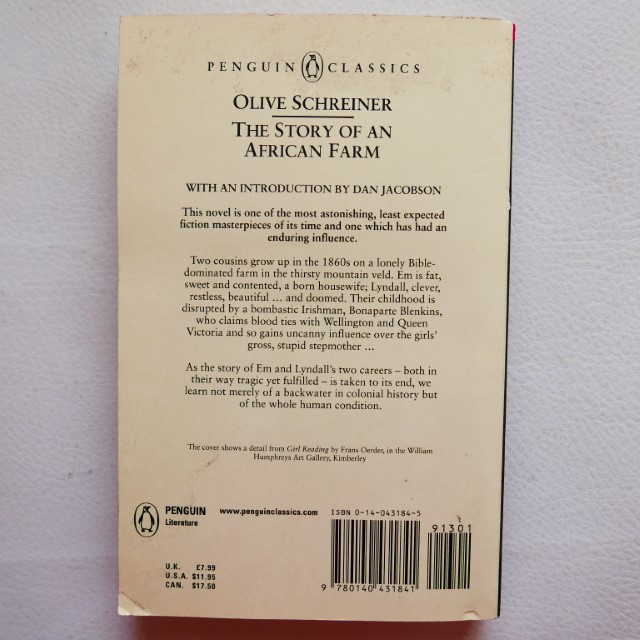 PENGUIN CLASSICS
OLIVE SCHREINER
THE STORY OF AN
AFRICAN FARM
WITH AN INTRODUCTION BY DAN JACOBSON
This novel is one of the most astonishing, least expected
fiction masterpieces of its time and one which has had an
enduring influence.
Two cousins grow up in the 1860s on a lonely Bible-
dominated farm in the thirsty mountain veld. Em is fat,
sweet and contented, a born housewife; Lyndall, clever,
restless, beautiful ... and doomed. Their childhood is
disrupted by a bombastic Irishman, Bonaparte Blenkins,
who claims blood ties with Wellington and Queen
Victoria and so gains uncanny influence over the girls'
gross, stupid stepmother ...
As the story of Em and Lyndall's two careers – both in
their way tragic yet fulfilled – is taken to its end, we
learn not merely of a backwater in colonial history but
of the whole human condition.
The cover shows a detail from Girl Reading by Frans Oerder, in the William
Humphreys Art Gallery, Kimberley
PENGUIN
Literature
www.penguinclassics.com
ISBN 0-14-043184-5
91301
U.K. £7.99
U.S.A. $11.95
CAN. $17.50
9 780140 431841